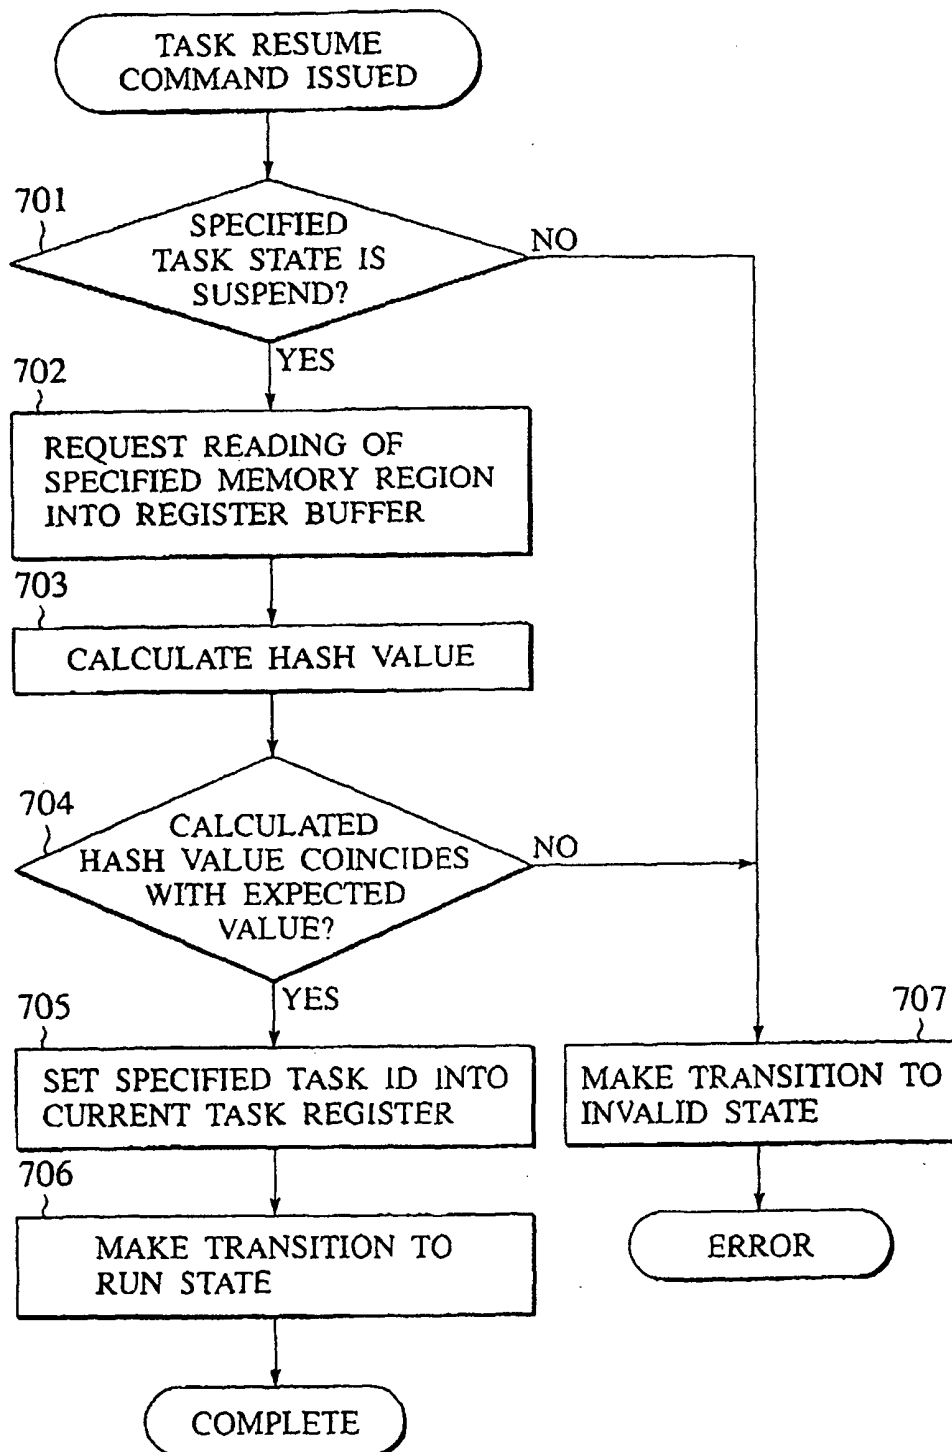 TASK RESUME
COMMAND ISSUED
701
SPECIFIED
TASK STATE IS
SUSPEND?
NO
YES
702
REQUEST READING OF
SPECIFIED MEMORY REGION
INTO REGISTER BUFFER
703
CALCULATE HASH VALUE
704
CALCULATED
HASH VALUE COINCIDES
WITH EXPECTED
VALUE?
NO
YES
705
SET SPECIFIED TASK ID INTO
CURRENT TASK REGISTER
707
MAKE TRANSITION TO
INVALID STATE
706
MAKE TRANSITION TO
RUN STATE
ERROR
COMPLETE